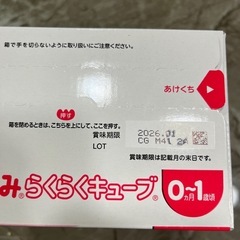 箱で手を切らないように取り扱いにご注意ください。
あけくち
押す
箱を閉めるときは、こちらを上にして、ここを押す。
賞味期限
LOT
2026.01
CG M41 24
賞味期限は記載月の末日です。
み らくらくキューブ®
0~1歳頃
カ月